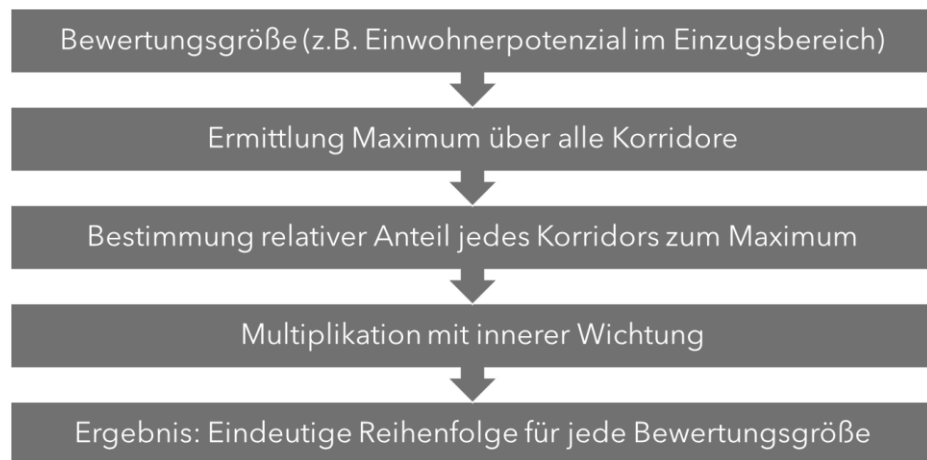 Bewertungsgröße (z.B. Einwohnerpotenzial im Einzugsbereich)
Ermittlung Maximum über alle Korridore
Bestimmung relativer Anteil jedes Korridors zum Maximum
Multiplikation mit innerer Wichtung
Ergebnis: Eindeutige Reihenfolge für jede Bewertungsgröße